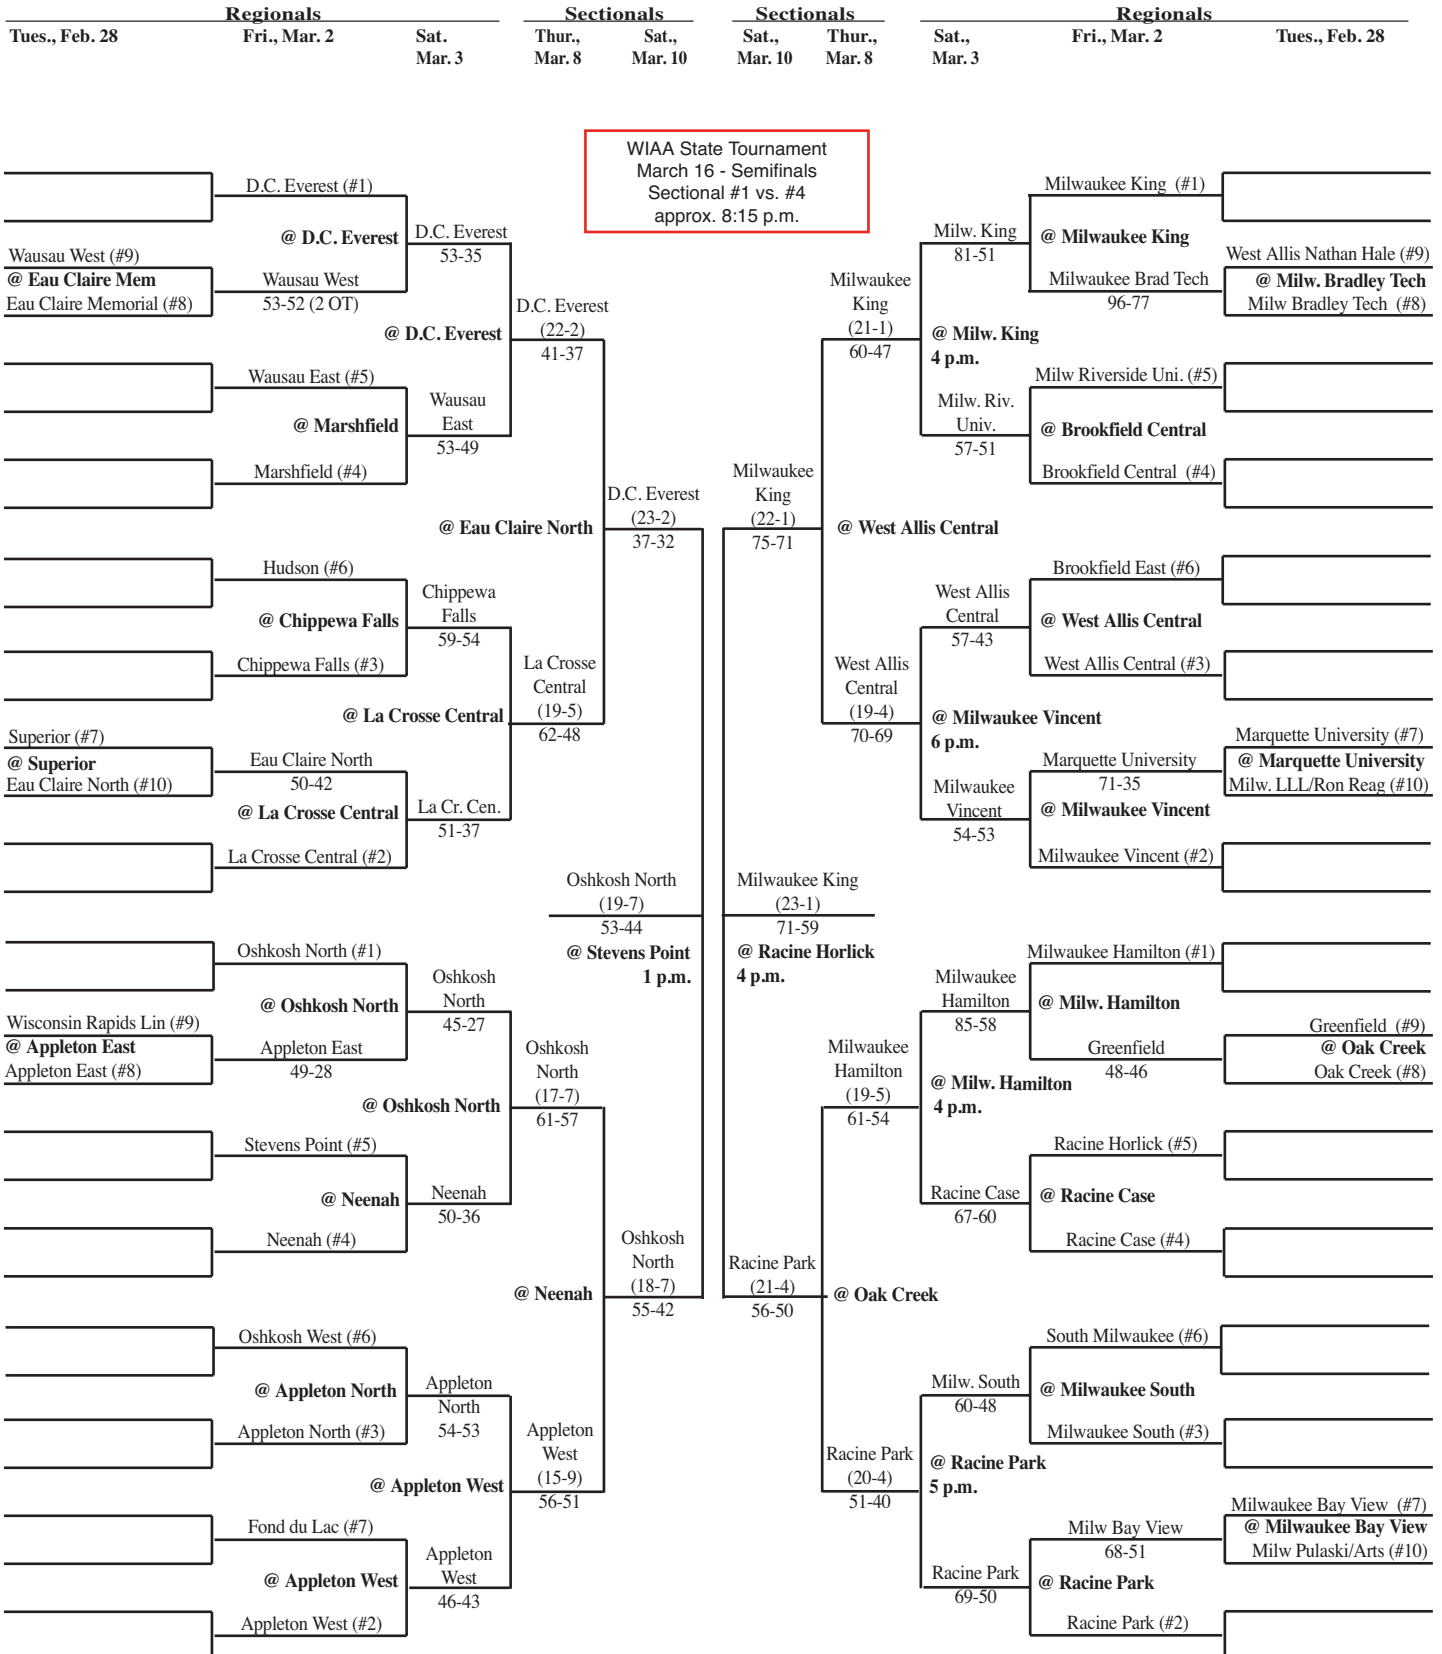 Regionals
Sectionals
Sectionals
Regionals
Tues., Feb. 28
Fri., Mar. 2
Sat.
Mar. 3
Thur.,
Mar. 8
Sat.,
Mar. 10
Sat.,
Mar. 10
Thur.,
Mar. 8
Sat.,
Mar. 3
Fri., Mar. 2
Tues., Feb. 28
WIAA State Tournament
March 16 - Semifinals
Sectional #1 vs. #4
approx. 8:15 p.m.
D.C. Everest (#1)
@ D.C. Everest
D.C. Everest
53-35
Wausau West (#9)
@ Eau Claire Mem
Eau Claire Memorial (#8)
Wausau West
53-52 (2 OT)
@ D.C. Everest
D.C. Everest
(22-2)
41-37
Wausau East (#5)
@ Marshfield
Wausau
East
53-49
Marshfield (#4)
@ Eau Claire North
D.C. Everest
(23-2)
37-32
Hudson (#6)
@ Chippewa Falls
Chippewa
Falls
59-54
Chippewa Falls (#3)
@ La Crosse Central
La Crosse
Central
(19-5)
62-48
Superior (#7)
@ Superior
Eau Claire North (#10)
Eau Claire North
50-42
@ La Crosse Central
La Cr. Cen.
51-37
La Crosse Central (#2)
Oshkosh North
(19-7)
53-44
@ Stevens Point
1 p.m.
Oshkosh North (#1)
@ Oshkosh North
Oshkosh
North
45-27
Wisconsin Rapids Lin (#9)
@ Appleton East
Appleton East (#8)
Appleton East
49-28
@ Oshkosh North
Oshkosh
North
(17-7)
61-57
Stevens Point (#5)
@ Neenah
Neenah
50-36
Neenah (#4)
@ Neenah
Oshkosh
North
(18-7)
55-42
Oshkosh West (#6)
@ Appleton North
Appleton
North
54-53
Appleton North (#3)
@ Appleton West
Appleton
West
(15-9)
56-51
Fond du Lac (#7)
@ Appleton West
Appleton
West
46-43
Appleton West (#2)
Milwaukee King (#1)
Milw. King
81-51
@ Milwaukee King
West Allis Nathan Hale (#9)
@ Milw. Bradley Tech
Milw Bradley Tech (#8)
Milwaukee Brad Tech
96-77
Milwaukee
King
(21-1)
60-47
@ Milw. King
4 p.m.
Milw Riverside Uni. (#5)
Milw. Riv.
Univ.
57-51
@ Brookfield Central
Brookfield Central (#4)
Milwaukee
King
(22-1)
75-71
@ West Allis Central
Brookfield East (#6)
West Allis
Central
57-43
@ West Allis Central
West Allis Central (#3)
West Allis
Central
(19-4)
70-69
@ Milwaukee Vincent
6 p.m.
Marquette University (#7)
@ Marquette University
Milw. LLL/Ron Reag (#10)
Marquette University
71-35
Milwaukee
Vincent
54-53
@ Milwaukee Vincent
Milwaukee Vincent (#2)
Milwaukee King
(23-1)
71-59
@ Racine Horlick
4 p.m.
Milwaukee Hamilton (#1)
Milwaukee
Hamilton
85-58
@ Milw. Hamilton
Greenfield (#9)
@ Oak Creek
Oak Creek (#8)
Greenfield
48-46
Milwaukee
Hamilton
(19-5)
61-54
@ Milw. Hamilton
4 p.m.
Racine Horlick (#5)
Racine Case
67-60
@ Racine Case
Racine Case (#4)
Racine Park
(21-4)
56-50
@ Oak Creek
South Milwaukee (#6)
Milw. South
60-48
@ Milwaukee South
Milwaukee South (#3)
Racine Park
(20-4)
51-40
@ Racine Park
5 p.m.
Milwaukee Bay View (#7)
@ Milwaukee Bay View
Milw Pulaski/Arts (#10)
Milw Bay View
68-51
Racine Park
69-50
@ Racine Park
Racine Park (#2)